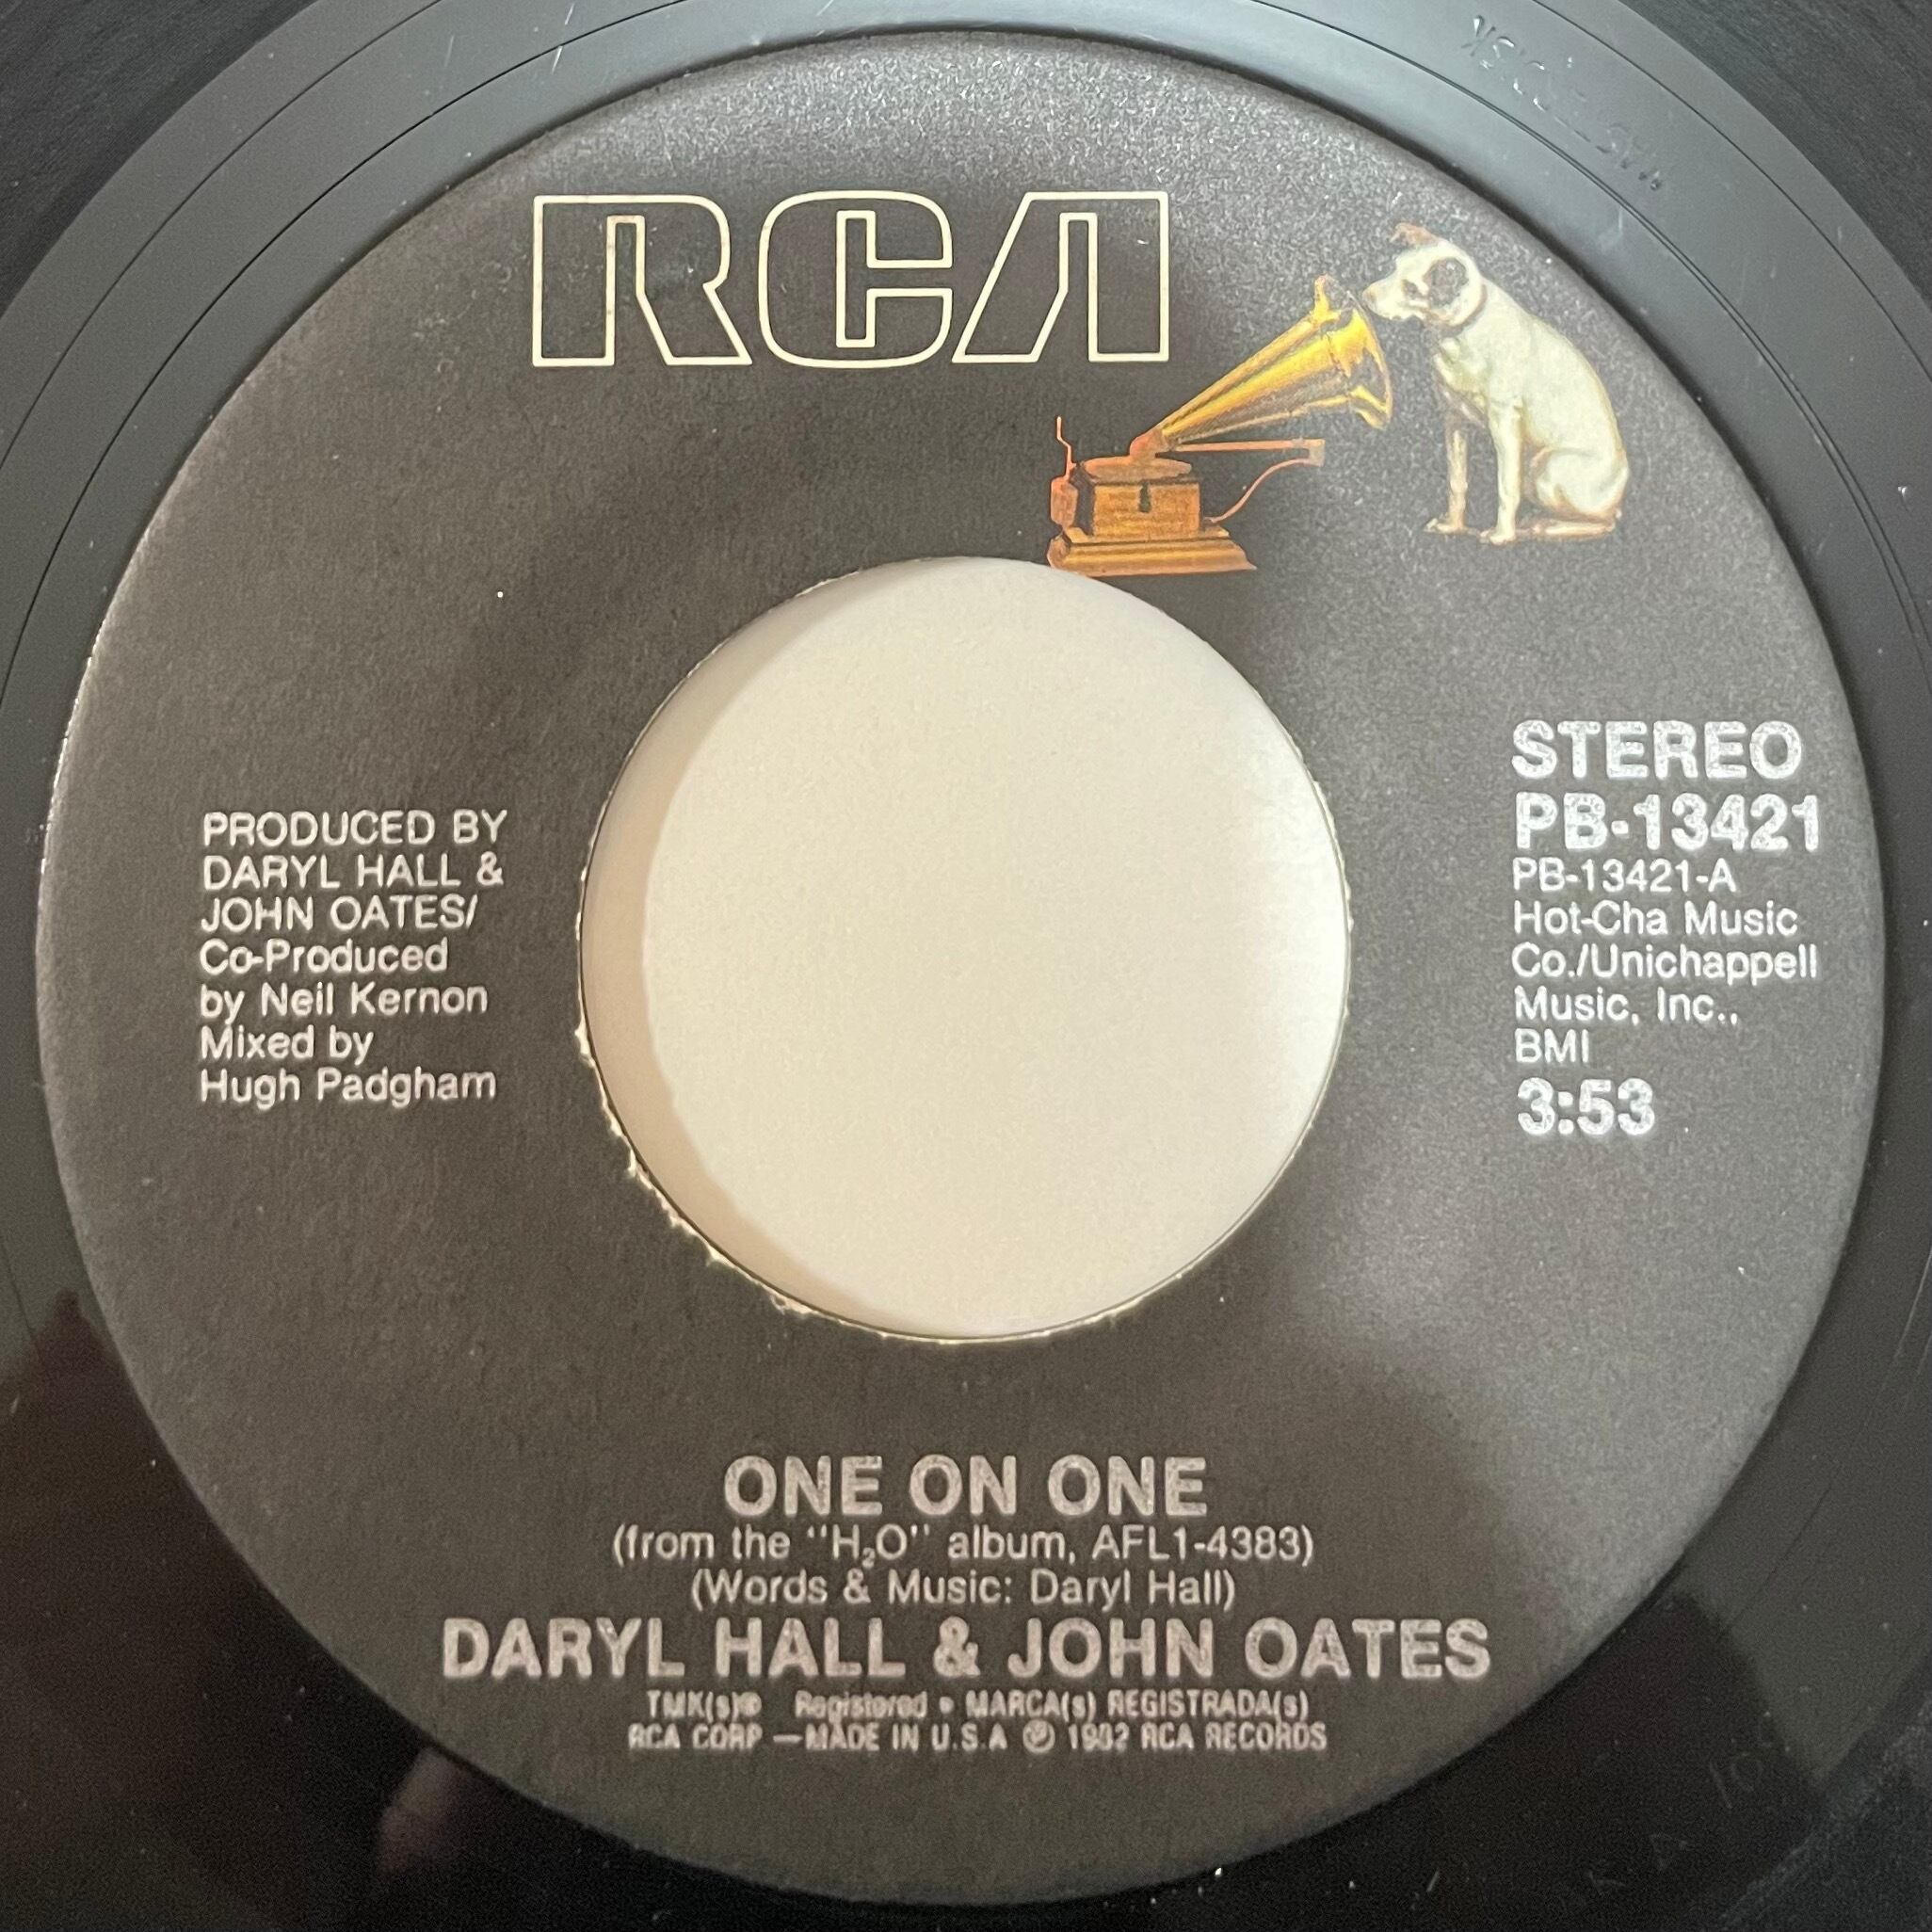 RCA
STEREO
PB-13421
PB-13421-A
Hot-Cha Music
Co./Unichappell
Music, Inc.,
BMI
3:53
PRODUCED BY
DARYL HALL &
JOHN OATES/
Co-Produced
by Neil Kernon
Mixed by
Hugh Padgham
ONE ON ONE
(from the "H₂O" album, AFL1-4383)
(Words & Music: Daryl Hall)
DARYL HALL & JOHN OATES
TMK(s)® Registered • MARCA(s) REGISTRADA(s)
RCA CORP —MADE IN U.S.A ℗ 1982 RCA RECORDS